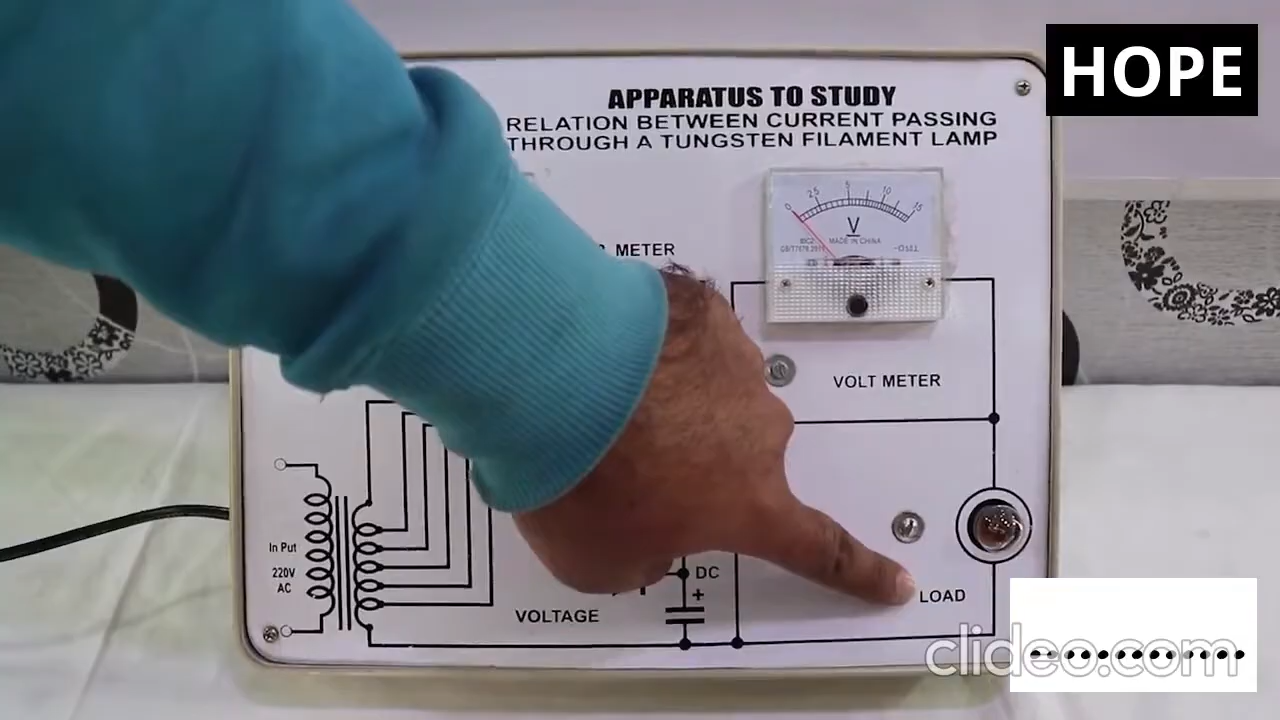 HOPE
APPARATUS TO STUDY
RELATION BETWEEN CURRENT PASSING
THROUGH A TUNGSTEN FILAMENT LAMP
0 2.5 5 10 15
V
MADE IN CHINA
METER
VOLT METER
In Put
220V
AC
DC
+
VOLTAGE
LOAD
clideo.com